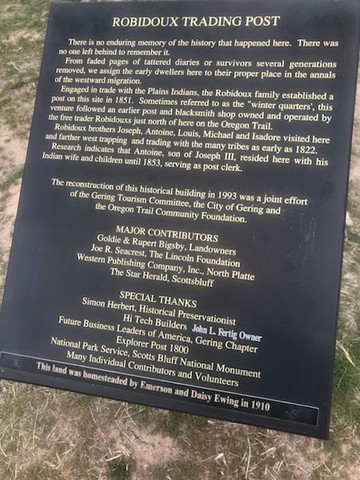 ROBIDOUX TRADING POST
There is no enduring memory of the history that happened here. There was
no one left behind to remember it.
From faded pages of tattered diaries or survivors several generations
removed, we assign the early dwellers here to their proper place in the annals
of the westward migration.
Engaged in trade with the Plains Indians, the Robidoux family established a
post on this site in 1851. Sometimes referred to as the "winter quarters', this
venture followed an earlier post and blacksmith shop owned and operated by
the free trader Robidouxs just north of here on the Oregon Trail.
Robidoux brothers Joseph, Antoine, Louis, Michael and Isadore visited here
and farther west trapping and trading with the many tribes as early as 1822.
Research indicates that Antoine, son of Joseph III, resided here with his
Indian wife and children until 1853, serving as post clerk.
The reconstruction of this historical building in 1993 was a joint effort
of the Gering Tourism Committee, the City of Gering and
the Oregon Trail Community Foundation.
MAJOR CONTRIBUTORS
Goldie & Rupert Bigsby, Landowners
Joe R. Seacrest, The Lincoln Foundation
Western Publishing Company, Inc., North Platte
The Star Herald, Scottsbluff
SPECIAL THANKS
Simon Herbert, Historical Preservationist
Hi Tech Builders John L. Fertig Owner
Future Business Leaders of America, Gering Chapter
Explorer Post 1800
National Park Service, Scotts Bluff National Monument
Many Individual Contributors and Volunteers
This land was homesteaded by Emerson and Daisy Ewing in 1910